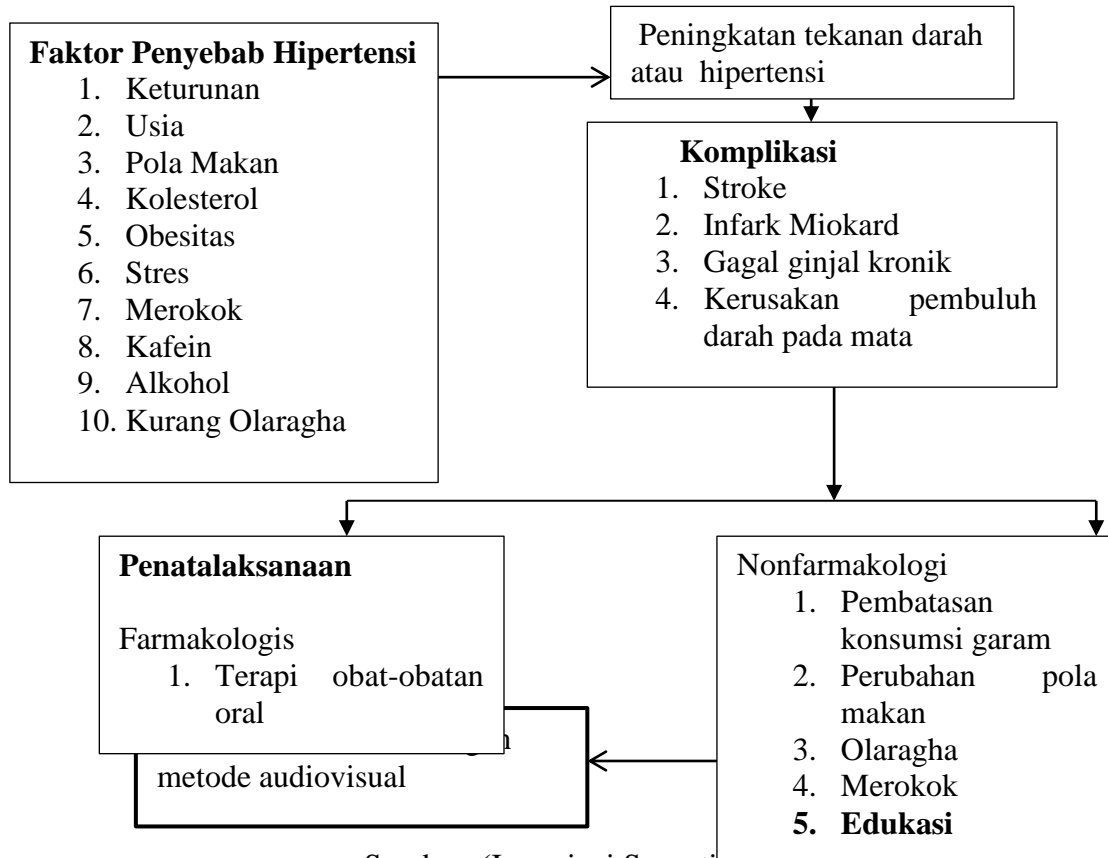 Faktor Penyebab Hipertensi
1. Keturunan
2. Usia
3. Pola Makan
4. Kolesterol
5. Obesitas
6. Stres
7. Merokok
8. Kafein
9. Alkohol
10. Kurang Olaragha
Peningkatan tekanan darah
atau hipertensi
Komplikasi
1. Stroke
2. Infark Miokard
3. Gagal ginjal kronik
4. Kerusakan pembuluh
darah pada mata
Penatalaksanaan
Farmakologis
1. Terapi obat-obatan
oral
metode audiovisual
Nonfarmakologi
1. Pembatasan
konsumsi garam
2. Perubahan pola
makan
3. Olaragha
4. Merokok
5. Edukasi